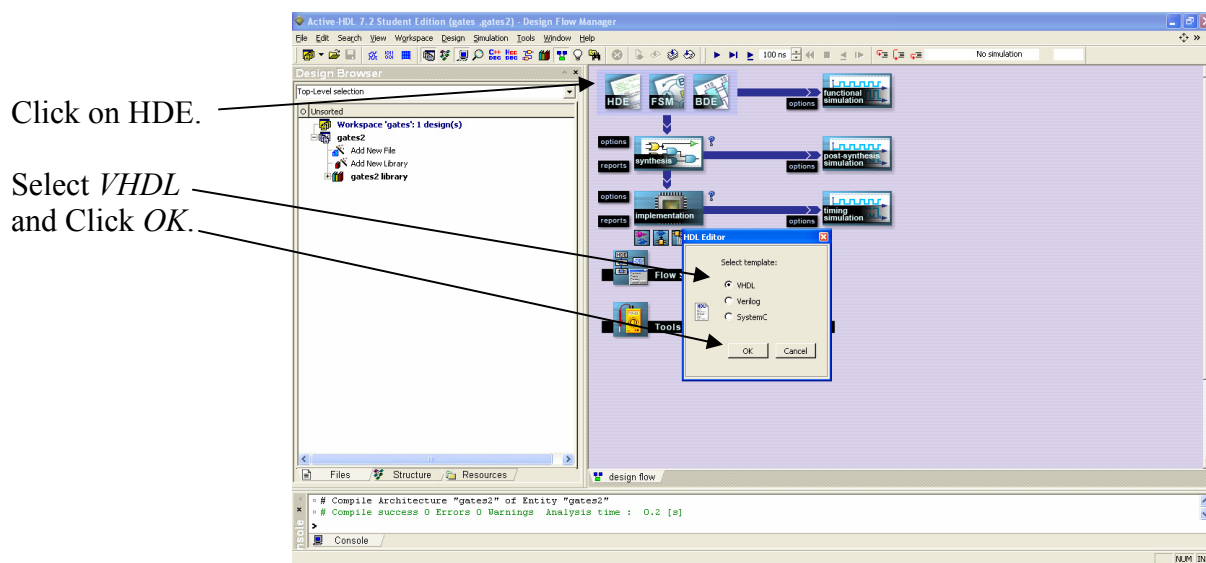 Active-HDL 7.2 Student Edition (gates ,gates2) - Design Flow Manager
File Edit Search View Workspace Design Simulation Tools Window Help
100 ns
No simulation
Click on HDE.
Select VHDL
and Click OK.
Design Browser
Top-Level selection
Unsorted
Workspace 'gates': 1 design(s)
gates2
Add New File
Add New Library
gates2 library
Files Structure Resources
HDE FSM BDE
options
functional
simulation
options
reports
synthesis
options
post-synthesis
simulation
options
reports
implementation
options
timing
simulation
Flow
Tools
HDL Editor
Select template:
VHDL
Verilog
SystemC
OK Cancel
design flow
# Compile Architecture "gates2" of Entity "gates2"
# Compile success 0 Errors 0 Warnings Analysis time : 0.2 [s]
>
Console
NUM IN